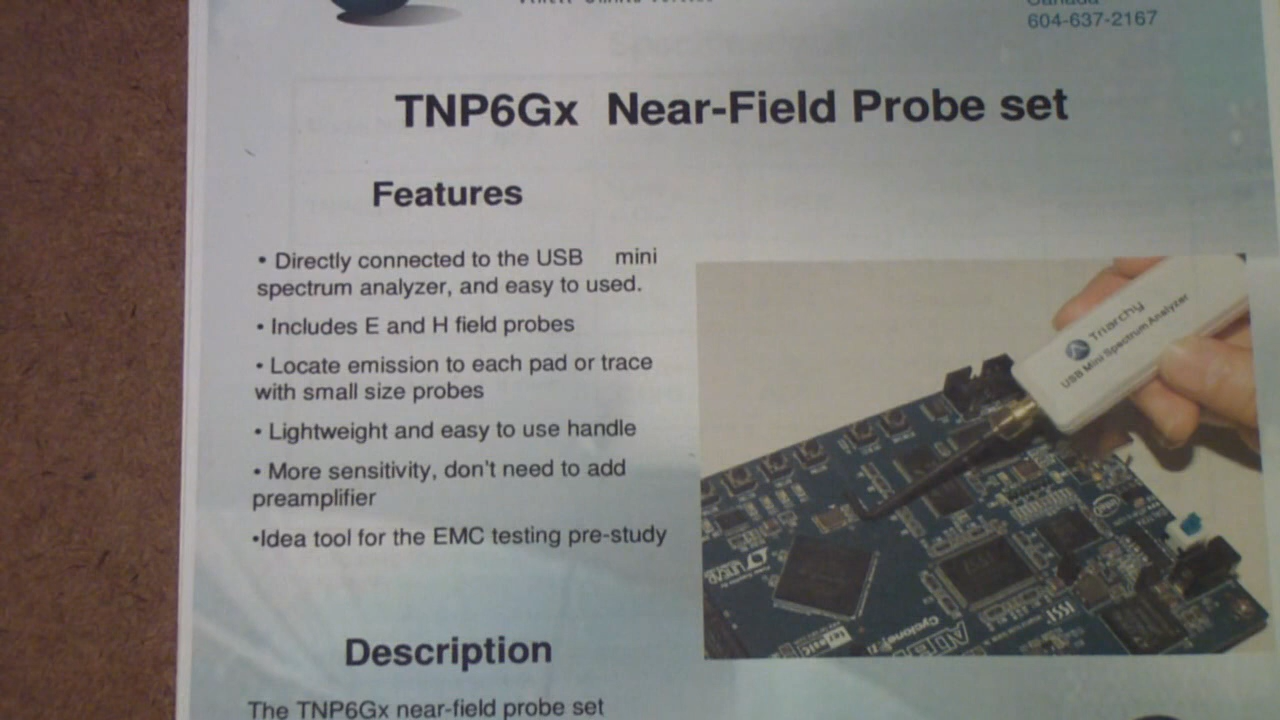 Canada
604-637-2167
TNP6Gx Near-Field Probe set
Features
• Directly connected to the USB mini
spectrum analyzer, and easy to used.
• Includes E and H field probes
• Locate emission to each pad or trace
with small size probes
• Lightweight and easy to use handle
• More sensitivity, don't need to add
preamplifier
•Idea tool for the EMC testing pre-study
Triarchy
USB Mini Spectrum Analyzer
ISSI
Cyclone
Description
The TNP6Gx near-field probe set